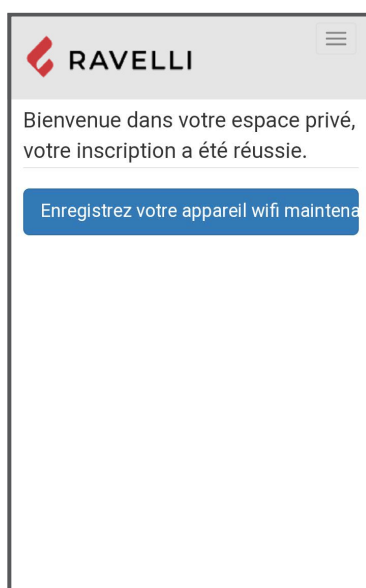 RAVELLI
Bienvenue dans votre espace privé,
votre inscription a été réussie.
Enregistrez votre appareil wifi maintena